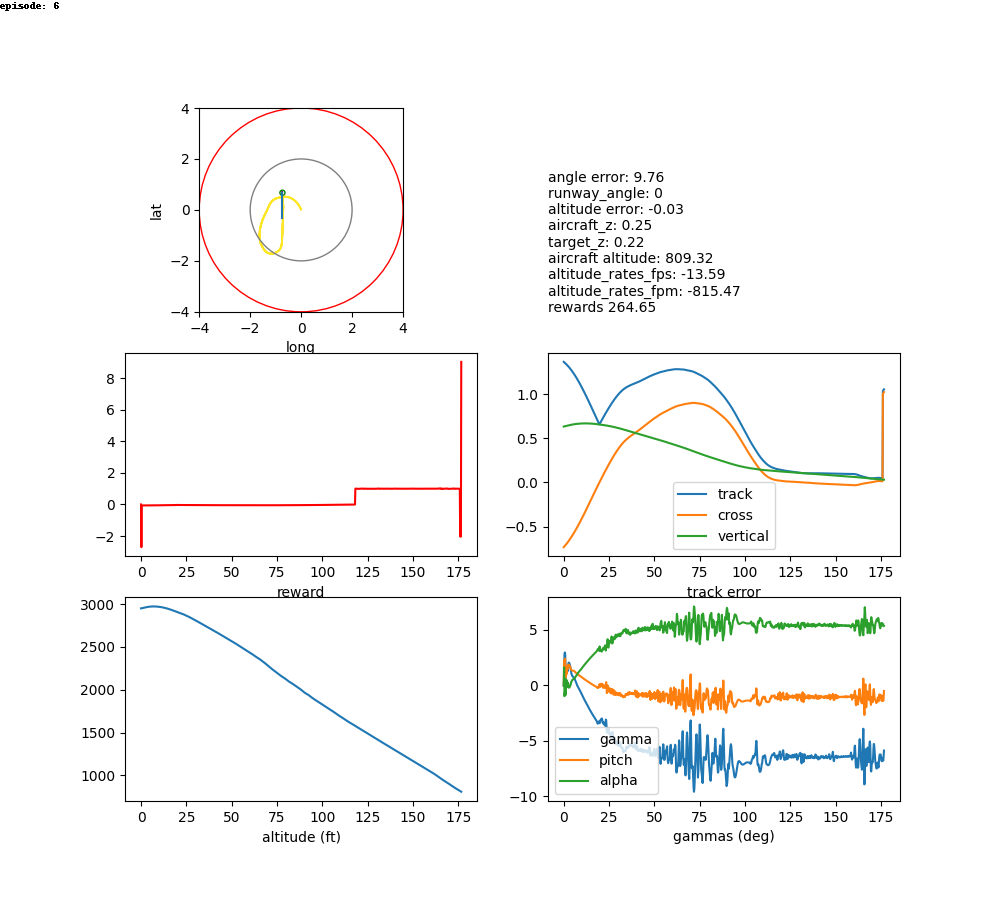 episode: 6
4
2
0
−2
−4
lat
−4 −2 0 2 4
long
angle error: 9.76
runway_angle: 0
altitude error: -0.03
aircraft_z: 0.25
target_z: 0.22
aircraft altitude: 809.32
altitude_rates_fps: -13.59
altitude_rates_fpm: -815.47
rewards 264.65
8
6
4
2
0
−2
0 25 50 75 100 125 150 175
reward
1.0
0.5
0.0
−0.5
track
cross
vertical
0 25 50 75 100 125 150 175
track error
3000
2500
2000
1500
1000
0 25 50 75 100 125 150 175
altitude (ft)
5
0
−5
−10
gamma
pitch
alpha
0 25 50 75 100 125 150 175
gammas (deg)